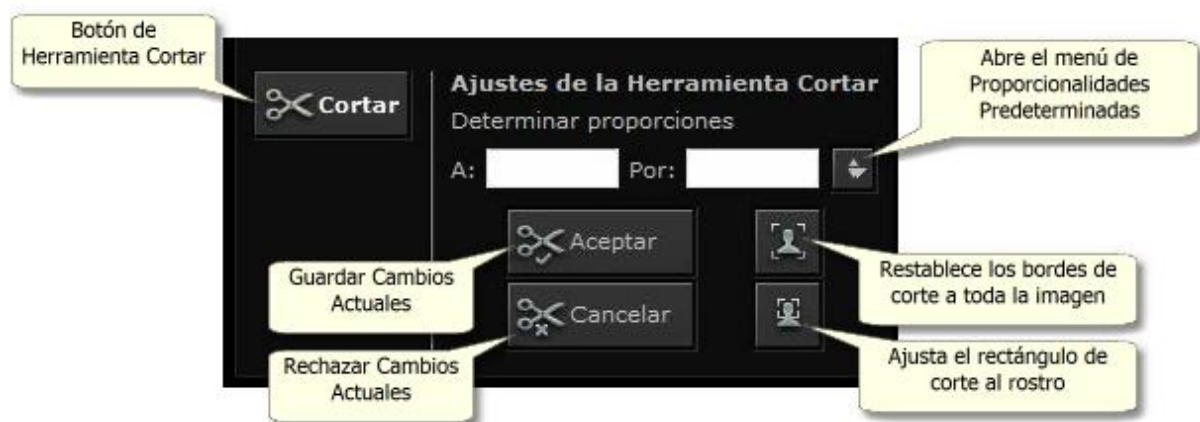 Botón de
Herramienta Cortar
Cortar
Ajustes de la Herramienta Cortar
Determinar proporciones
A:
Por:
Abre el menú de
Proporcionalidades
Predeterminadas
Aceptar
Guardar Cambios
Actuales
Restablece los bordes de
corte a toda la imagen
Cancelar
Rechazar Cambios
Actuales
Ajusta el rectángulo de
corte al rostro